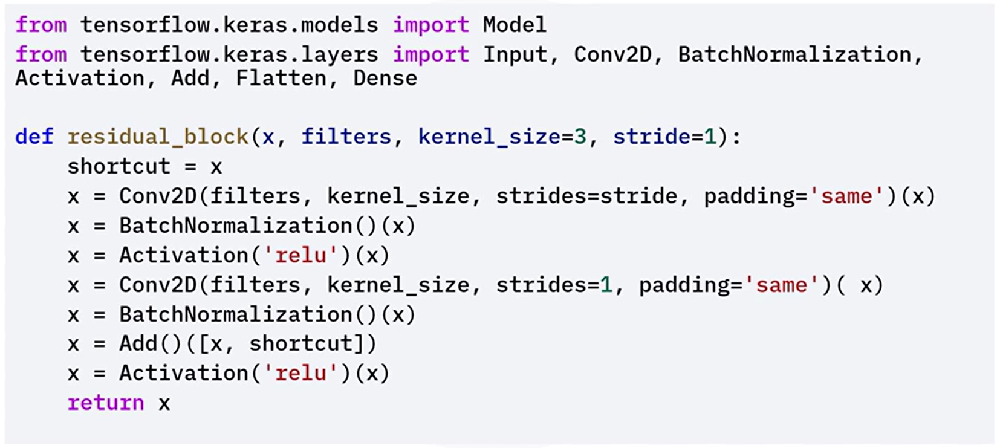 from tensorflow.keras.models import Model
from tensorflow.keras.layers import Input, Conv2D, BatchNormalization,
Activation, Add, Flatten, Dense

def residual_block(x, filters, kernel_size=3, stride=1):
    shortcut = x
    x = Conv2D(filters, kernel_size, strides=stride, padding='same')(x)
    x = BatchNormalization()(x)
    x = Activation('relu')(x)
    x = Conv2D(filters, kernel_size, strides=1, padding='same')( x)
    x = BatchNormalization()(x)
    x = Add()([x, shortcut])
    x = Activation('relu')(x)
    return x